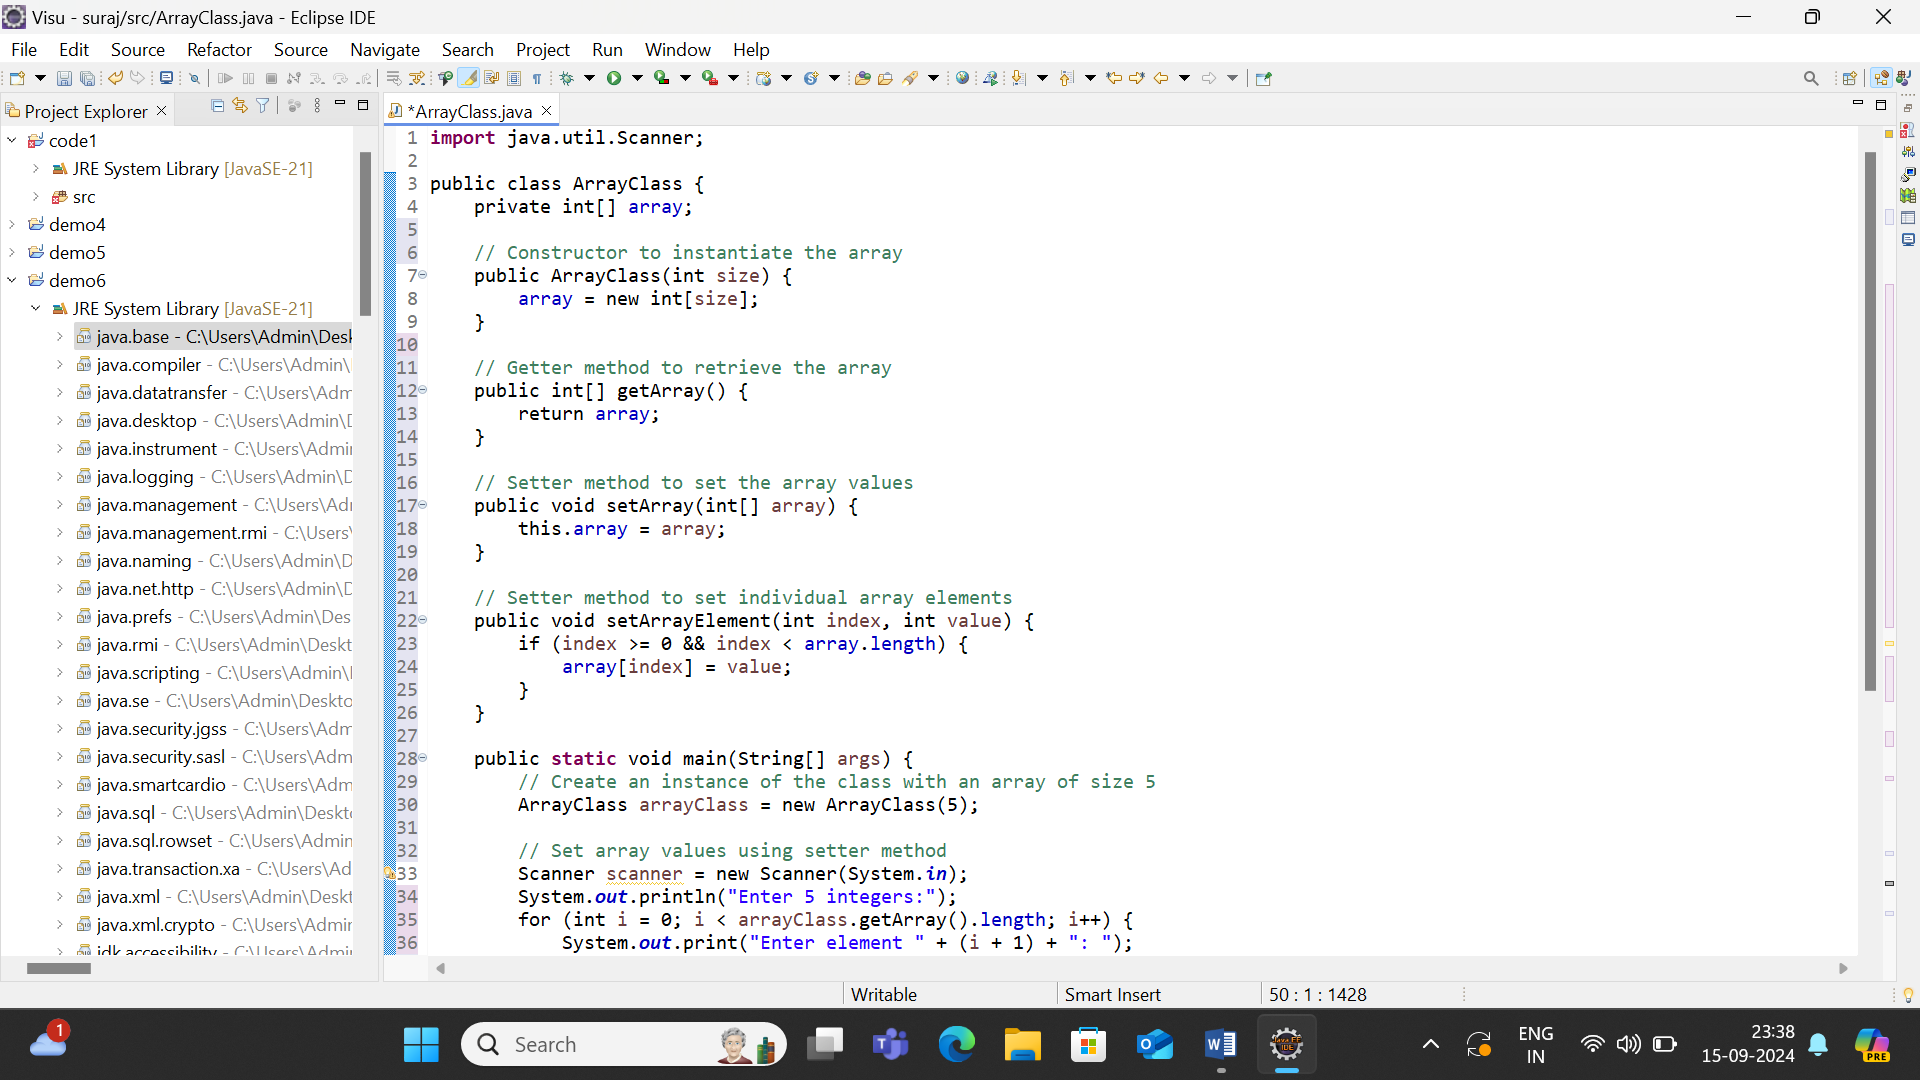 Visu - suraj/src/ArrayClass.java - Eclipse IDE
File Edit Source Refactor Source Navigate Search Project Run Window Help
Project Explorer
code1
JRE System Library [JavaSE-21]
src
demo4
demo5
demo6
JRE System Library [JavaSE-21]
java.base - C:\Users\Admin\Desk
java.compiler - C:\Users\Admin\
java.datatransfer - C:\Users\Adm
java.desktop - C:\Users\Admin\D
java.instrument - C:\Users\Admi
java.logging - C:\Users\Admin\D
java.management - C:\Users\Ad
java.management.rmi - C:\Users\
java.naming - C:\Users\Admin\D
java.net.http - C:\Users\Admin\D
java.prefs - C:\Users\Admin\Des
java.rmi - C:\Users\Admin\Deskt
java.scripting - C:\Users\Admin\
java.se - C:\Users\Admin\Deskto
java.security.jgss - C:\Users\Adm
java.security.sasl - C:\Users\Adm
java.smartcardio - C:\Users\Adm
java.sql - C:\Users\Admin\Deskt
java.sql.rowset - C:\Users\Admin
java.transaction.xa - C:\Users\Ad
java.xml - C:\Users\Admin\Deskt
java.xml.crypto - C:\Users\Admin
jdk.accessibility - C:\Users\Admi
*ArrayClass.java
1 import java.util.Scanner;
2
3 public class ArrayClass {
4     private int[] array;
5
6     // Constructor to instantiate the array
7     public ArrayClass(int size) {
8         array = new int[size];
9     }
10
11     // Getter method to retrieve the array
12     public int[] getArray() {
13         return array;
14     }
15
16     // Setter method to set the array values
17     public void setArray(int[] array) {
18         this.array = array;
19     }
20
21     // Setter method to set individual array elements
22     public void setArrayElement(int index, int value) {
23         if (index >= 0 && index < array.length) {
24             array[index] = value;
25         }
26     }
27
28     public static void main(String[] args) {
29         // Create an instance of the class with an array of size 5
30         ArrayClass arrayClass = new ArrayClass(5);
31
32         // Set array values using setter method
33         Scanner scanner = new Scanner(System.in);
34         System.out.println("Enter 5 integers:");
35         for (int i = 0; i < arrayClass.getArray().length; i++) {
36             System.out.print("Enter element " + (i + 1) + ": ");
Writable Smart Insert 50 : 1 : 1428
1
Search
ENG
IN
23:38
15-09-2024
PRE